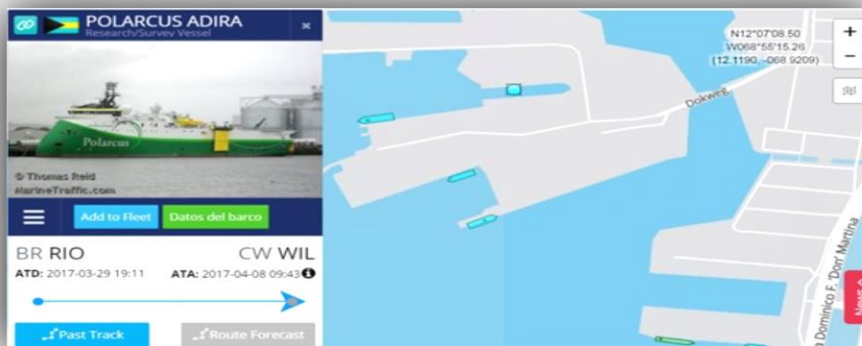 POLARCUS ADIRA
Research/Survey Vessel
Polarcus
© Thomas Reid
MarineTraffic.com
Add to Fleet
Datos del barco
BR RIO
CW WIL
ATD: 2017-03-29 19:11
ATA: 2017-04-08 09:43
Past Track
Route Forecast
N12°07'08.50
W068°55'15.26
(12.1190, -068.9209)
+
−
Dokweg
Dominico F. 'Don' Martina
News